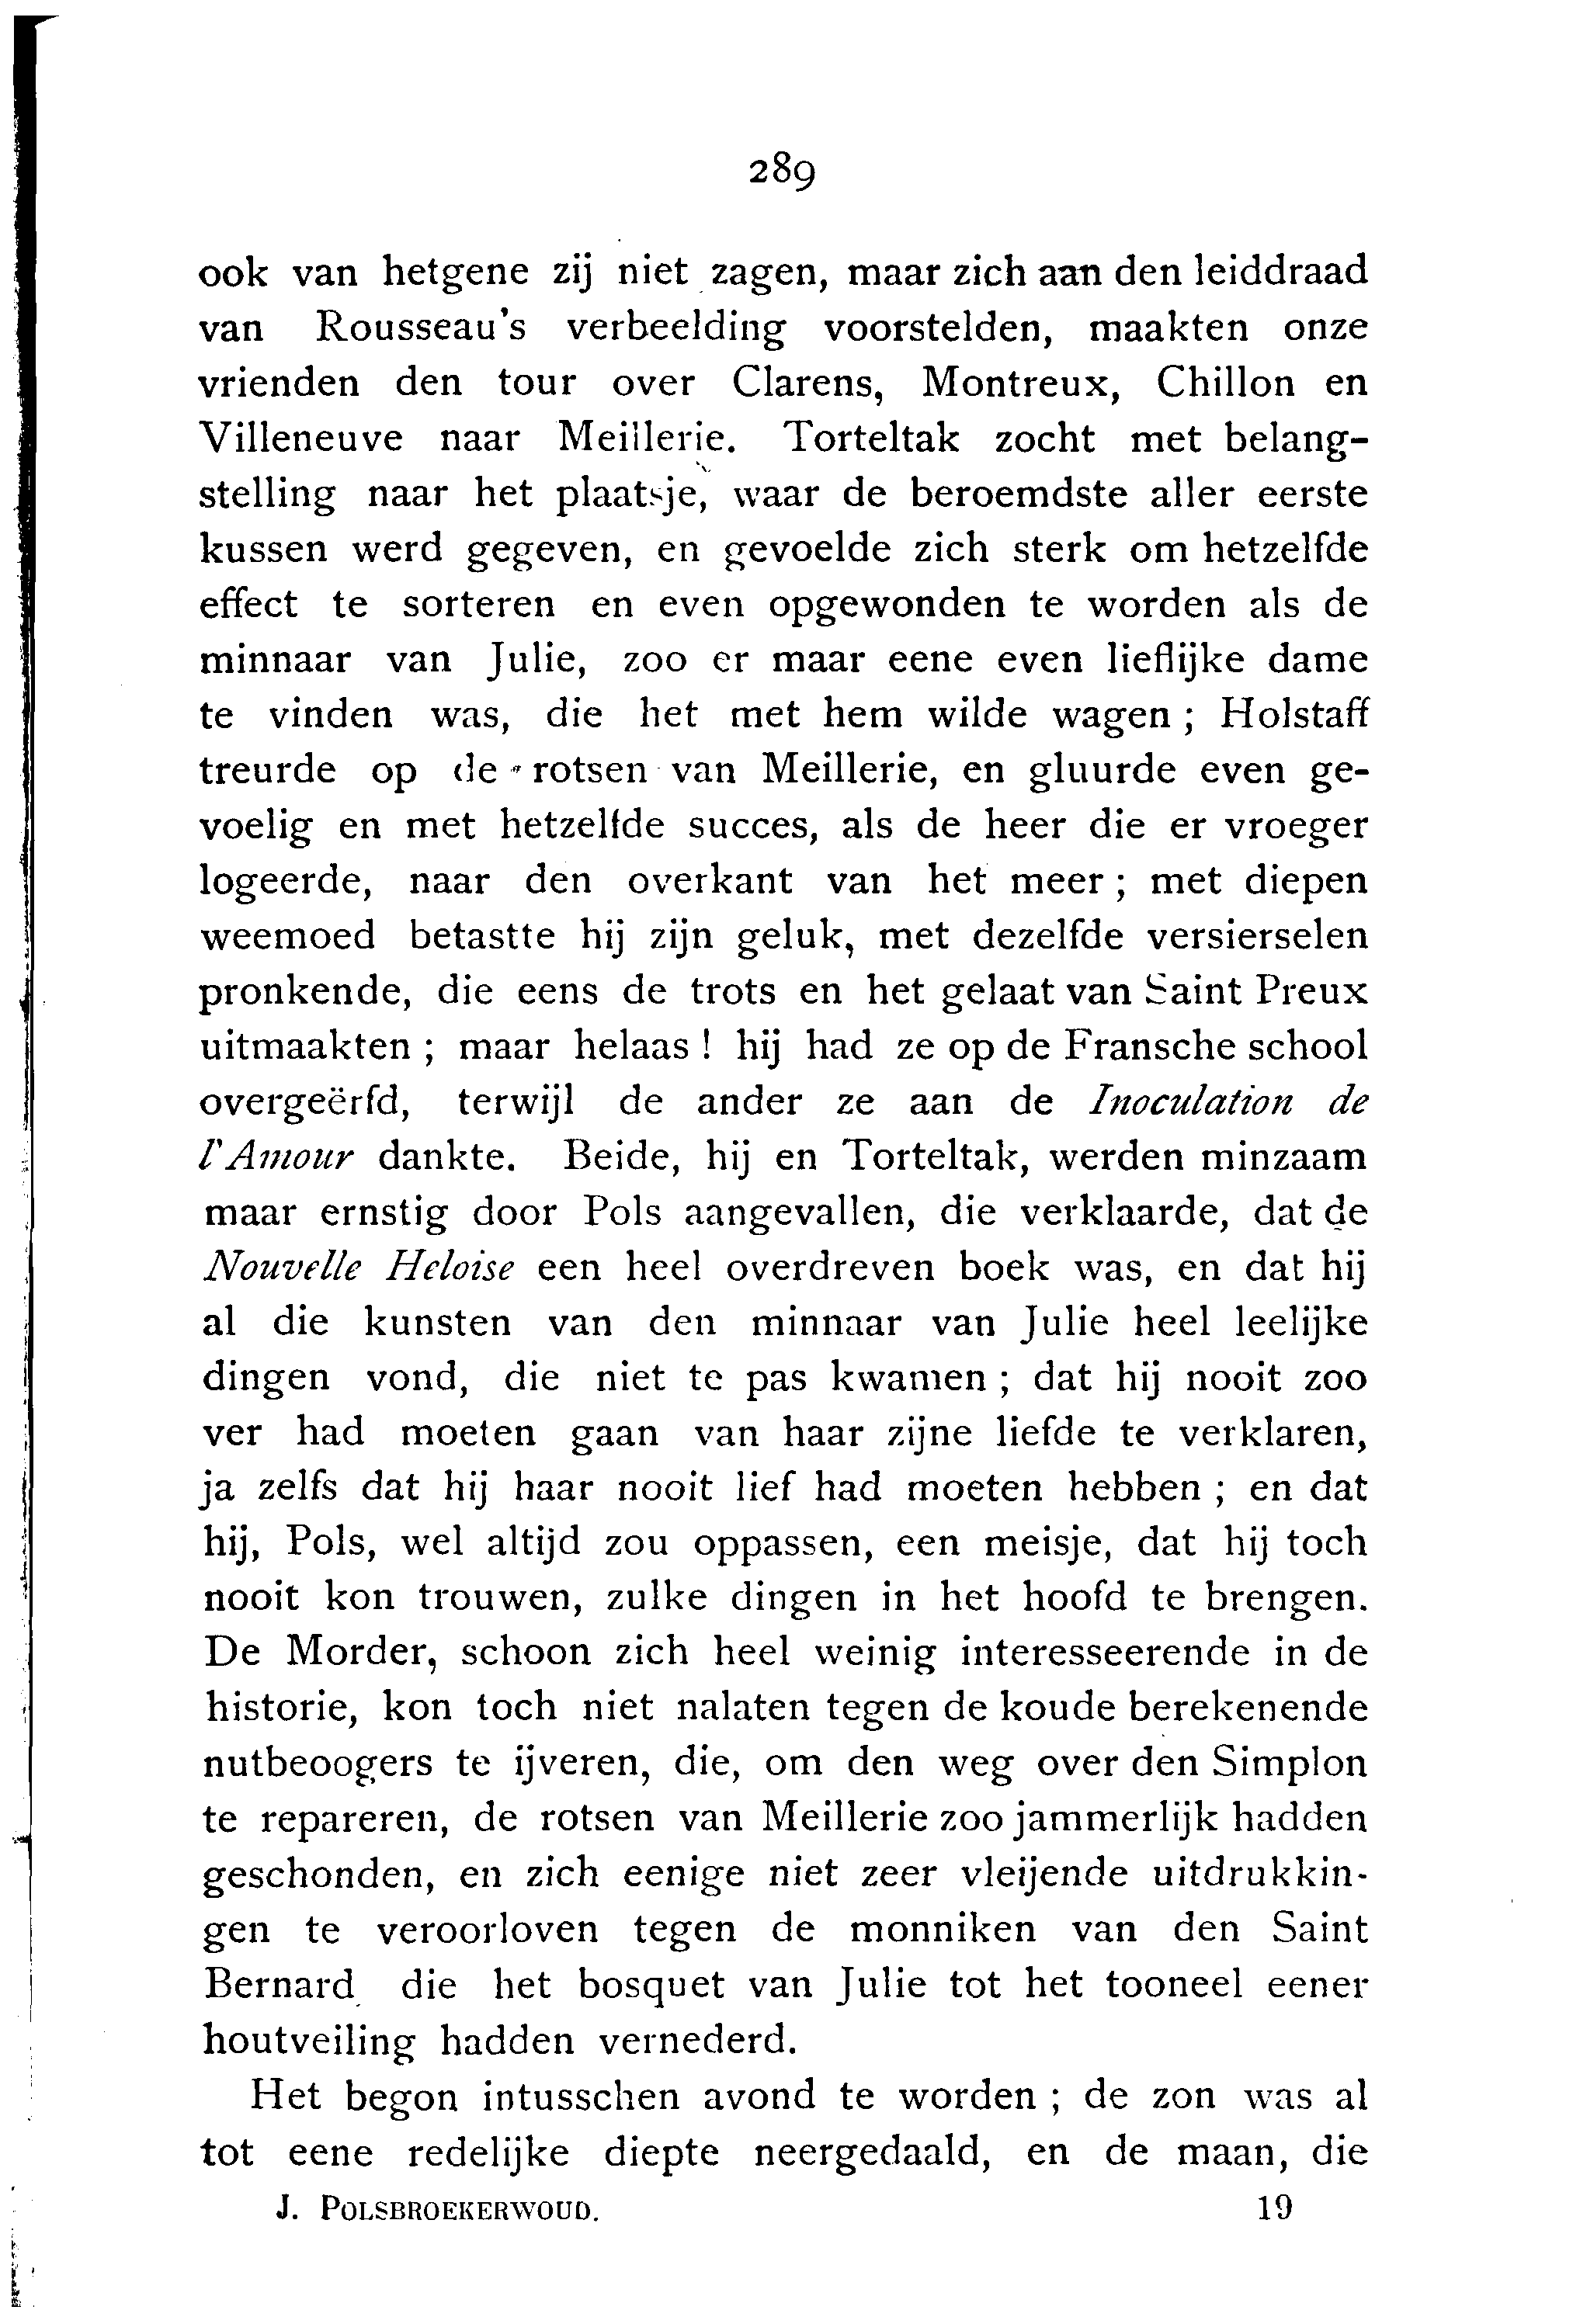 289
ook van hetgene zij niet zagen, maar zich aan den leiddraad
van Rousseau's verbeelding voorstelden, maakten onze
vrienden den tour over Clarens, Montreux, Chillon en
Villeneuve naar Meillerie. Torteltak zocht met belang-
stelling naar het plaatsje, waar de beroemdste aller eerste
kussen werd gegeven, en gevoelde zich sterk om hetzelfde
effect te sorteren en even opgewonden te worden als de
minnaar van Julie, zoo er maar eene even lieflijke dame
te vinden was, die het met hem wilde wagen ; Holstaff
treurde op de rotsen van Meillerie, en gluurde even ge-
voelig en met hetzelfde succes, als de heer die er vroeger
logeerde, naar den overkant van het meer ; met diepen
weemoed betastte hij zijn geluk, met dezelfde versierselen
pronkende, die eens de trots en het gelaat van Saint Preux
uitmaakten ; maar helaas ! hij had ze op de Fransche school
overgeërfd, terwijl de ander ze aan de Inoculation de
l'Amour dankte. Beide, hij en Torteltak, werden minzaam
maar ernstig door Pols aangevallen, die verklaarde, dat de
Nouvelle Heloise een heel overdreven boek was, en dat hij
al die kunsten van den minnaar van Julie heel leelijke
dingen vond, die niet te pas kwamen ; dat hij nooit zoo
ver had moeten gaan van haar zijne liefde te verklaren,
ja zelfs dat hij haar nooit lief had moeten hebben ; en dat
hij, Pols, wel altijd zou oppassen, een meisje, dat hij toch
nooit kon trouwen, zulke dingen in het hoofd te brengen.
De Morder, schoon zich heel weinig interesseerende in de
historie, kon toch niet nalaten tegen de koude berekenende
nutbeoogers te ijveren, die, om den weg over den Simplon
te repareren, de rotsen van Meillerie zoo jammerlijk hadden
geschonden, en zich eenige niet zeer vleijende uitdrukkin-
gen te veroorloven tegen de monniken van den Saint
Bernard die het bosquet van Julie tot het tooneel eener
houtveiling hadden vernederd.
Het begon intusschen avond te worden ; de zon was al
tot eene redelijke diepte neergedaald, en de maan, die
J. POLSBROEKERWOUD. 19